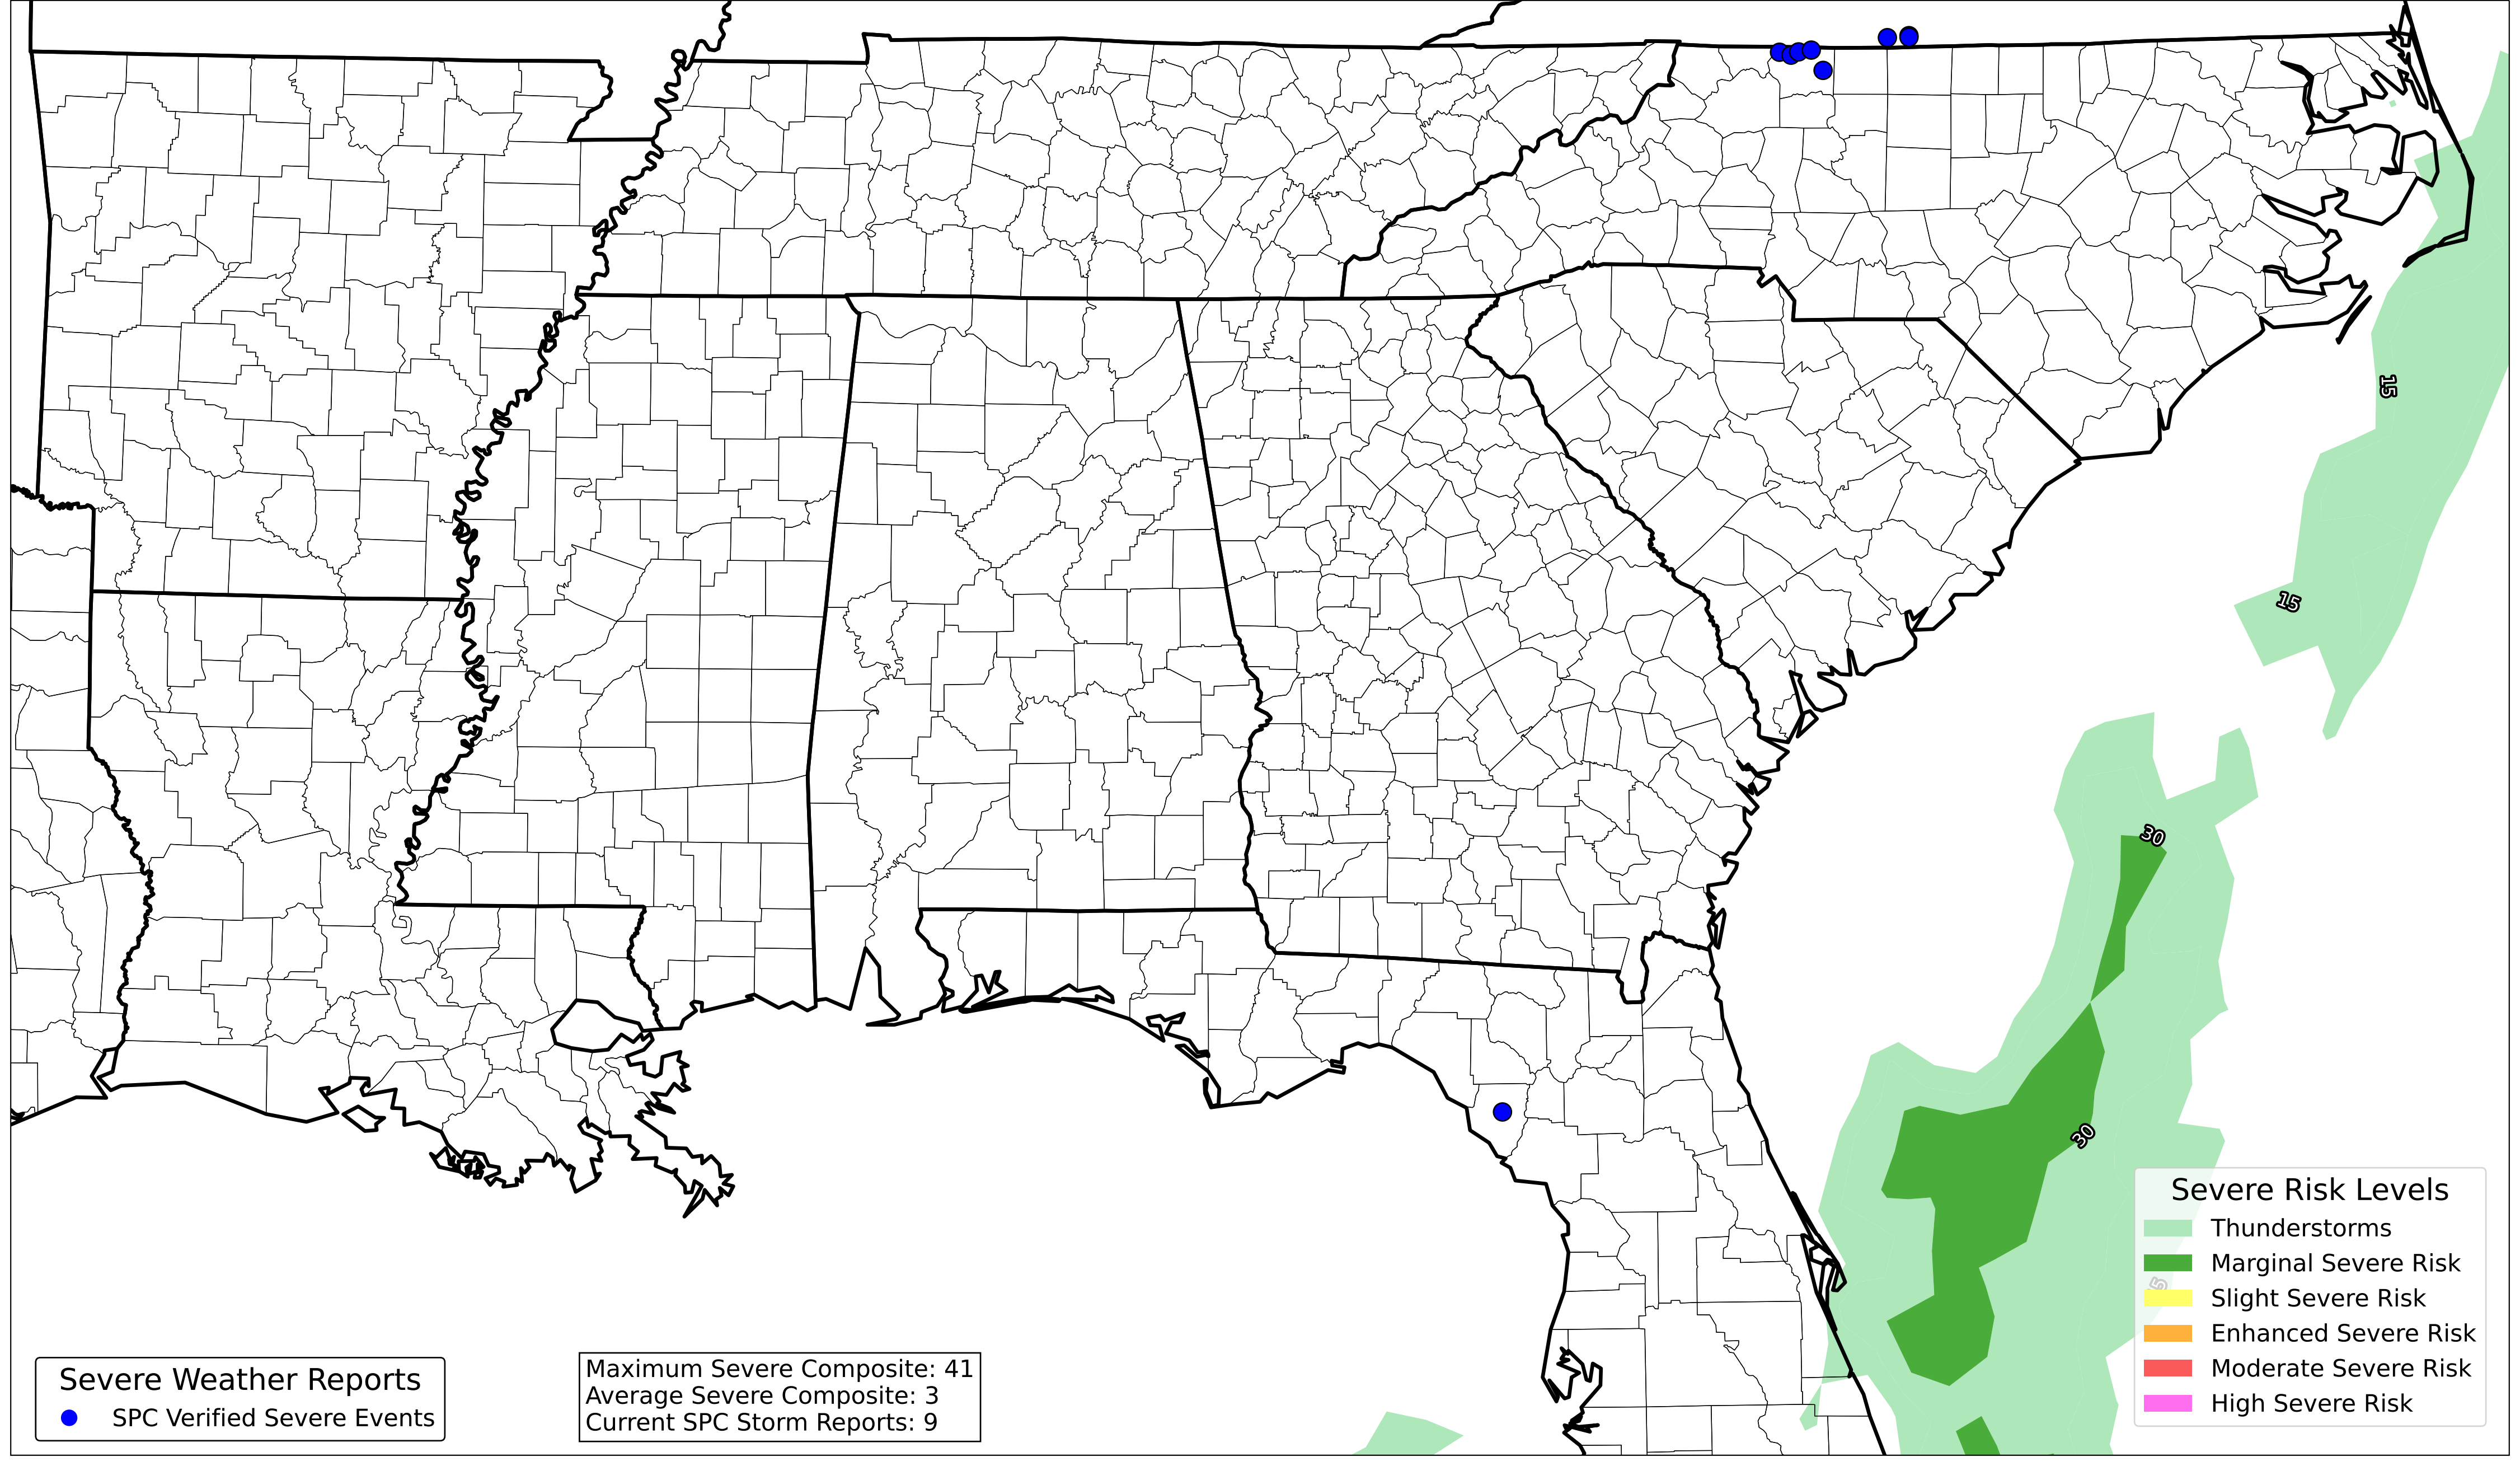 15
15
30
30
Severe Risk Levels
Thunderstorms
Marginal Severe Risk
15
Slight Severe Risk
Enhanced Severe Risk
Moderate Severe Risk
High Severe Risk
Severe Weather Reports
SPC Verified Severe Events
Maximum Severe Composite: 41
Average Severe Composite: 3
Current SPC Storm Reports: 9